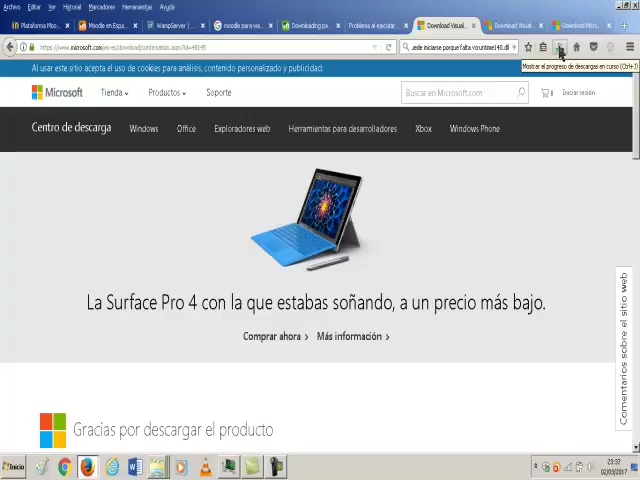 Archivo Editar Ver Historial Marcadores Herramientas Ayuda
Plataforma Moo... Moodle en Espa... WampServer | ... moodle para wa... Downloading pa... Problema al ejecutar... Download Visual... Download Visual... Download Micro...
https://www.microsoft.com/es-es/download/confirmation.aspx?id=48145
Mostrar el progreso de descargas en curso (Ctrl+J)
Al usar este sitio acepta el uso de cookies para análisis, contenido personalizado y publicidad.
Microsoft Tienda Productos Soporte Buscar en Microsoft.com 0 Iniciar sesión
Centro de descarga Windows Office Exploradores web Herramientas para desarrolladores Xbox Windows Phone
La Surface Pro 4 con la que estabas soñando, a un precio más bajo.
Comprar ahora Más información
Comentarios sobre el sitio web
Gracias por descargar el producto
Inicio
23:37
02/03/2017